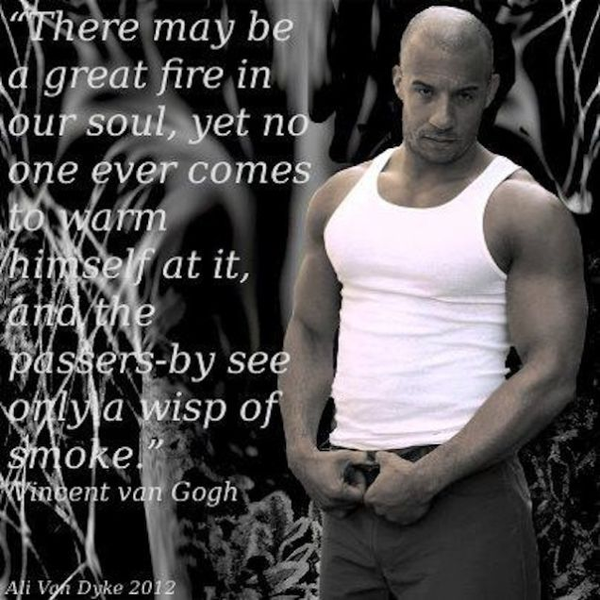 “There may be
a great fire in
our soul, yet no
one ever comes
to warm
himself at it,
and the
passers-by see
only a wisp of
smoke.”
Vincent van Gogh
Ali Van Dyke 2012